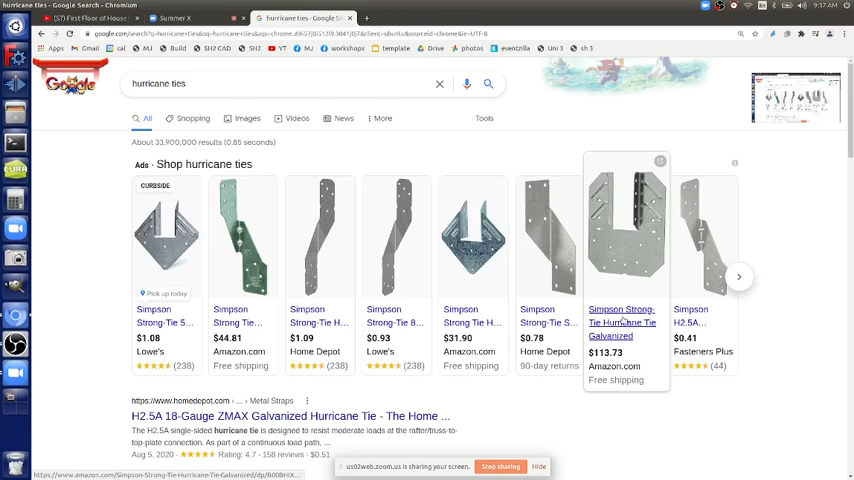 hurricane ties - Google Search - Chromium
9:37 AM
(57) First Floor of House
Summer X
hurricane ties - Google Se
Apps
Gmail
cal
MJ
Build
SH2 CAD
SH2
YT
MJ
workshops
template
Drive
photos
eventzilla
Uni 3
sh 3
Google
hurricane ties
All
Shopping
Images
Videos
News
More
Tools
About 33,900,000 results (0.85 seconds)
Ads · Shop hurricane ties
CURBSIDE
Pick up today
Simpson Strong-Tie 5...
$1.08
Lowe's
(238)
Simpson Strong Tie...
$44.81
Amazon.com
Free shipping
Simpson Strong-Tie H...
$1.09
Home Depot
(238)
Simpson Strong-Tie 8...
$0.93
Lowe's
(238)
Simpson Strong Tie H...
$31.90
Amazon.com
Free shipping
Simpson Strong-Tie S...
$0.78
Home Depot
90-day returns
Simpson Strong-
Tie Hurricane Tie
Galvanized
$113.73
Amazon.com
Free shipping
Simpson H2.5A...
$0.41
Fasteners Plus
(44)
https://www.homedepot.com › ... › Metal Straps
H2.5A 18-Gauge ZMAX Galvanized Hurricane Tie - The Home ...
The H2.5A single-sided hurricane tie is designed to resist moderate loads at the rafter/truss-to-
top-plate connection. As part of a continuous load path, ...
Aug 5, 2020 · Rating: 4.7 · 158 reviews · $0.51
us02web.zoom.us is sharing your screen.
Stop sharing
Hide